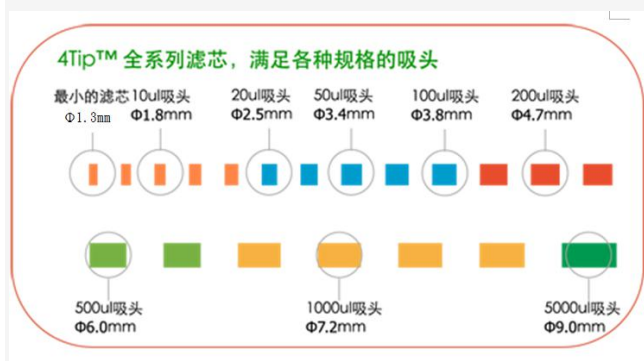 4Tip™ 全系列滤芯，满足各种规格的吸头
最小的滤芯 10ul吸头 20ul吸头 50ul吸头 100ul吸头 200ul吸头
Φ1.3mm Φ1.8mm Φ2.5mm Φ3.4mm Φ3.8mm Φ4.7mm
500ul吸头 1000ul吸头 5000ul吸头
Φ6.0mm Φ7.2mm Φ9.0mm